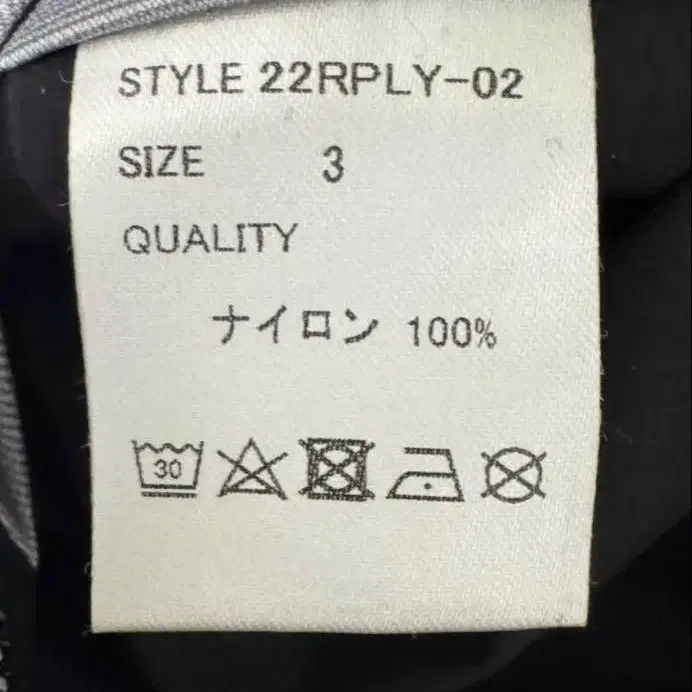 STYLE 22RPLY-02
SIZE 3
QUALITY
ナイロン 100%
30